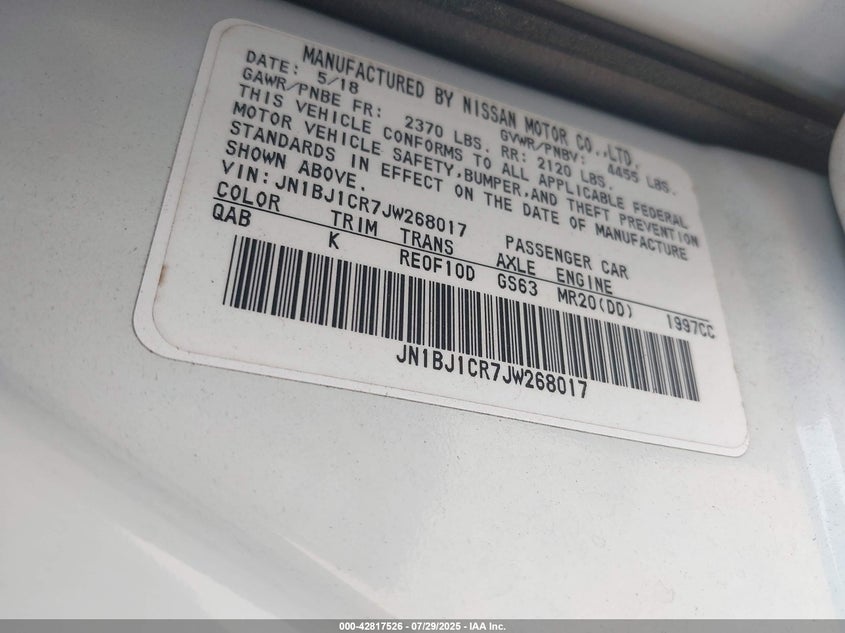 MANUFACTURED BY NISSAN MOTOR CO.,LTD.
DATE: 5/18 GVWR/PNBV: 4455 LBS.
GAWR/PNBE FR: 2370 LBS. RR: 2120 LBS.
THIS VEHICLE CONFORMS TO ALL APPLICABLE FEDERAL
MOTOR VEHICLE SAFETY,BUMPER,AND THEFT PREVENTION
STANDARDS IN EFFECT ON THE DATE OF MANUFACTURE
SHOWN ABOVE.
VIN: JN1BJ1CR7JW268017 PASSENGER CAR
COLOR TRIM TRANS AXLE ENGINE
QAB K RE0F10D GS63 MR20(DD) 1997CC
JN1BJ1CR7JW268017
000-42817526 - 07/29/2025 - IAA Inc.